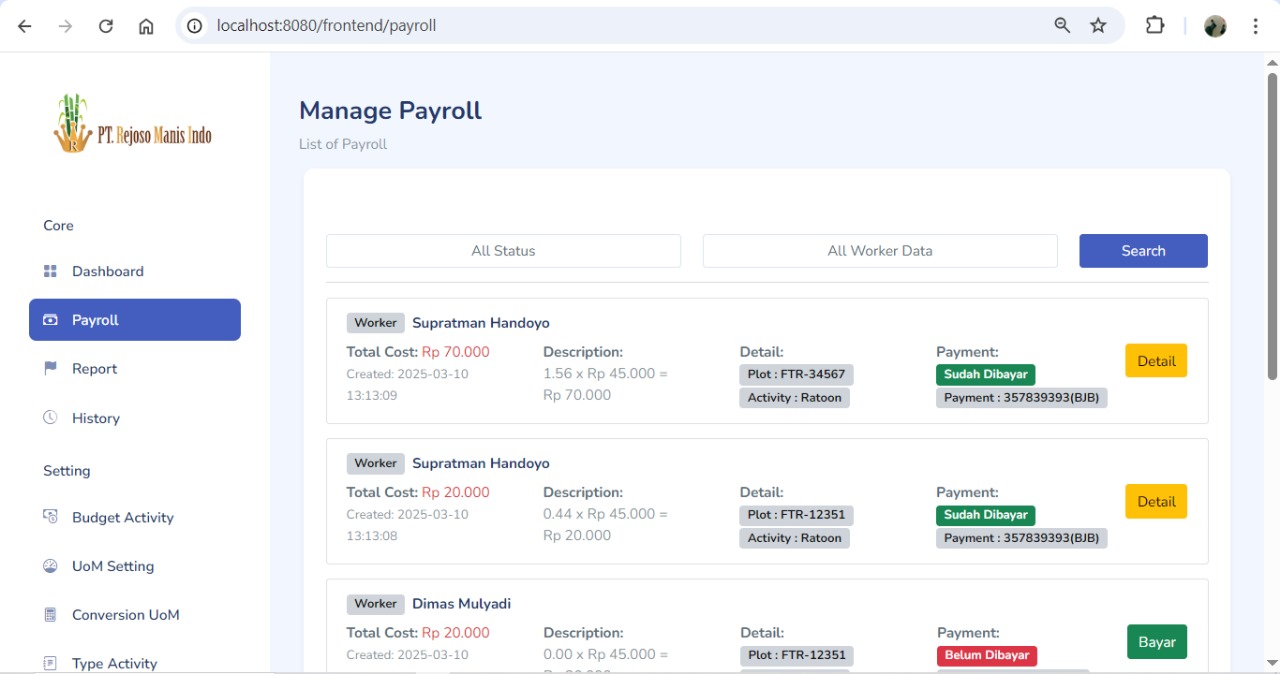 localhost:8080/frontend/payroll
PT. Rejoso Manis Indo
R
Core
Dashboard
Payroll
Report
History
Setting
Budget Activity
UoM Setting
Conversion UoM
Type Activity
Manage Payroll
List of Payroll
All Status All Worker Data Search
Worker Supratman Handoyo
Total Cost: Rp 70.000
Created: 2025-03-10
13:13:09
Description:
1.56 x Rp 45.000 =
Rp 70.000
Detail:
Plot : FTR-34567
Activity : Ratoon
Payment:
Sudah Dibayar
Payment : 357839393(BJB)
Detail
Worker Supratman Handoyo
Total Cost: Rp 20.000
Created: 2025-03-10
13:13:08
Description:
0.44 x Rp 45.000 =
Rp 20.000
Detail:
Plot : FTR-12351
Activity : Ratoon
Payment:
Sudah Dibayar
Payment : 357839393(BJB)
Detail
Worker Dimas Mulyadi
Total Cost: Rp 20.000
Created: 2025-03-10
Description:
0.00 x Rp 45.000 =
Detail:
Plot : FTR-12351
Payment:
Belum Dibayar
Bayar